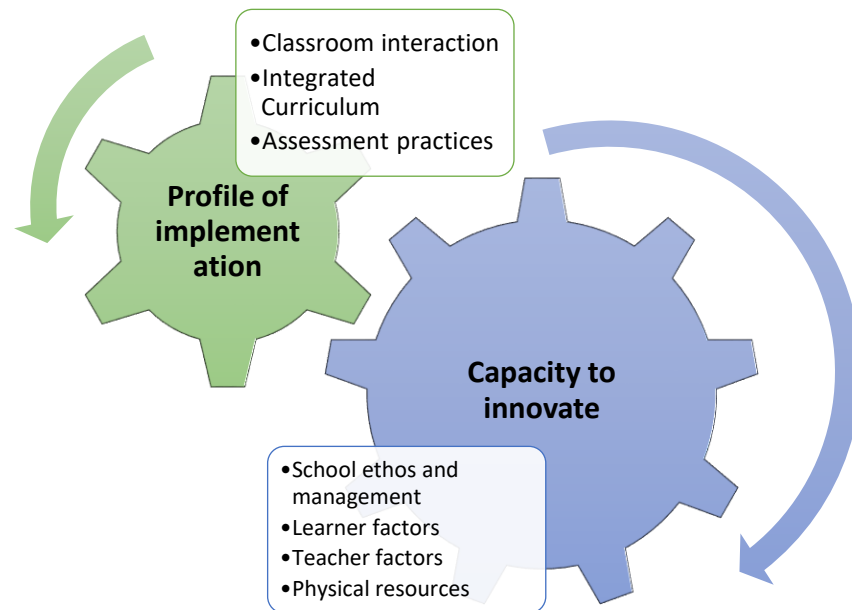 •Classroom interaction
•Integrated
Curriculum
•Assessment practices
Profile of
implement
ation
Capacity to
innovate
•School ethos and
management
•Learner factors
•Teacher factors
•Physical resources